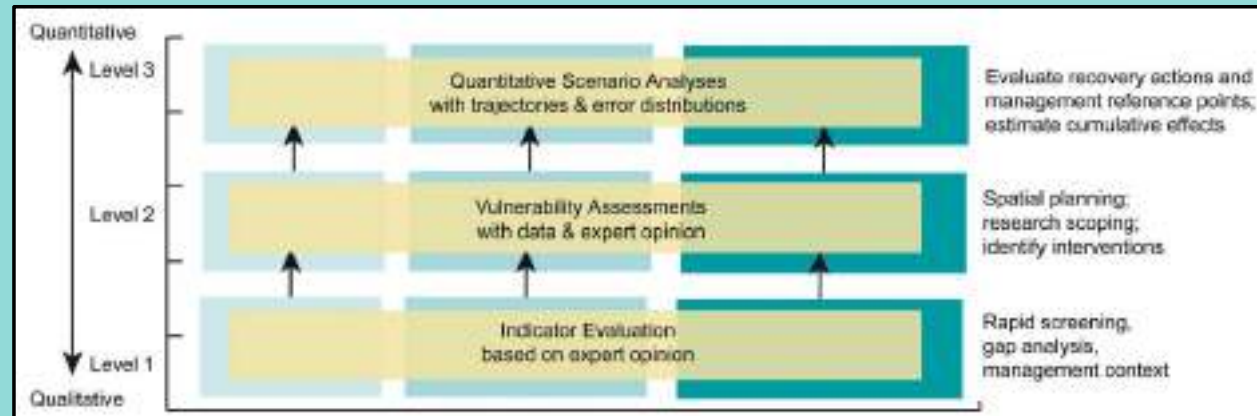 Quantitative
Level 3
Quantitative Scenario Analyses
with trajectories & error distributions
Evaluate recovery actions and
management reference points;
estimate cumulative effects
Level 2
Vulnerability Assessments
with data & expert opinion
Spatial planning;
research scoping;
identify interventions
Indicator Evaluation
based on expert opinion
Rapid screening,
gap analysis,
management context
Level 1
Qualitative